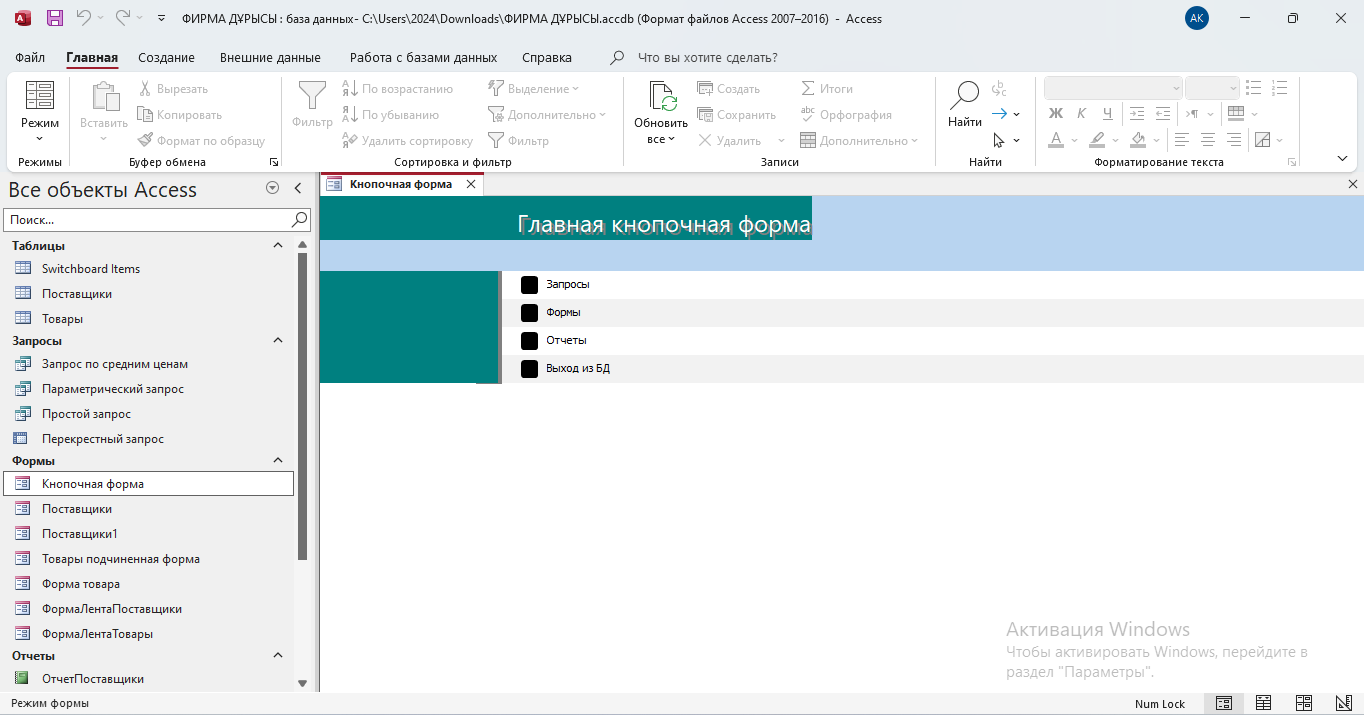 ФИРМА ДҰРЫСЫ : база данных- C:\Users\2024\Downloads\ФИРМА ДҰРЫСЫ.accdb (Формат файлов Access 2007–2016) - Access
АК
Файл Главная Создание Внешние данные Работа с базами данных Справка Что вы хотите сделать?
Режим
Режимы
Вставить
Вырезать
Копировать
Формат по образцу
Буфер обмена
Фильтр
По возрастанию
По убыванию
Удалить сортировку
Выделение
Дополнительно
Фильтр
Сортировка и фильтр
Обновить
все
Создать
Сохранить
Удалить
Итоги
Орфография
Дополнительно
Записи
Найти
Найти
Ж К Ч
Форматирование текста
Все объекты Access
Поиск...
Таблицы
Switchboard Items
Поставщики
Товары
Запросы
Запрос по средним ценам
Параметрический запрос
Простой запрос
Перекрестный запрос
Формы
Кнопочная форма
Поставщики
Поставщики1
Товары подчиненная форма
Форма товара
ФормаЛентаПоставщики
ФормаЛентаТовары
Отчеты
ОтчетПоставщики
Кнопочная форма
Главная кнопочная форма
Запросы
Формы
Отчеты
Выход из БД
Активация Windows
Чтобы активировать Windows, перейдите в
раздел "Параметры".
Режим формы
Num Lock